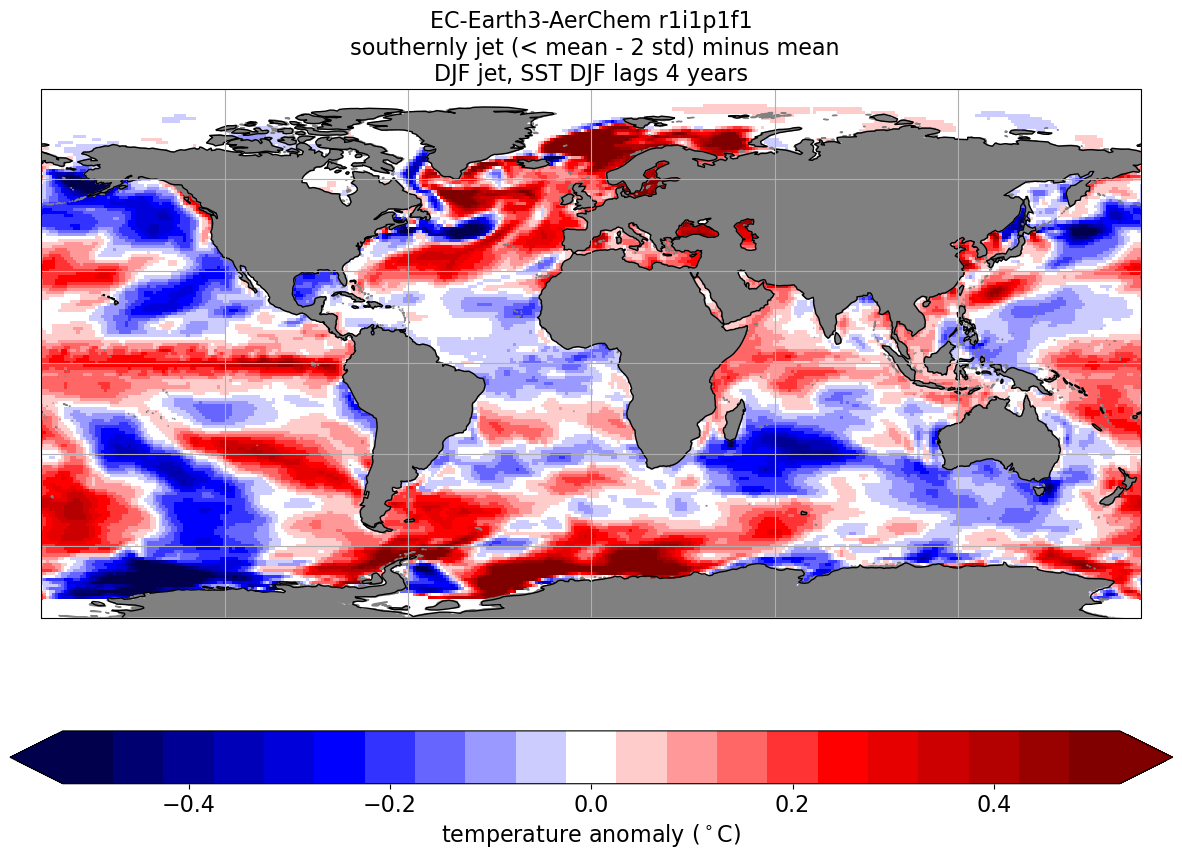 EC-Earth3-AerChem r1i1p1f1
southernly jet (< mean - 2 std) minus mean
DJF jet, SST DJF lags 4 years
−0.4 −0.2 0.0 0.2 0.4
temperature anomaly (°C)